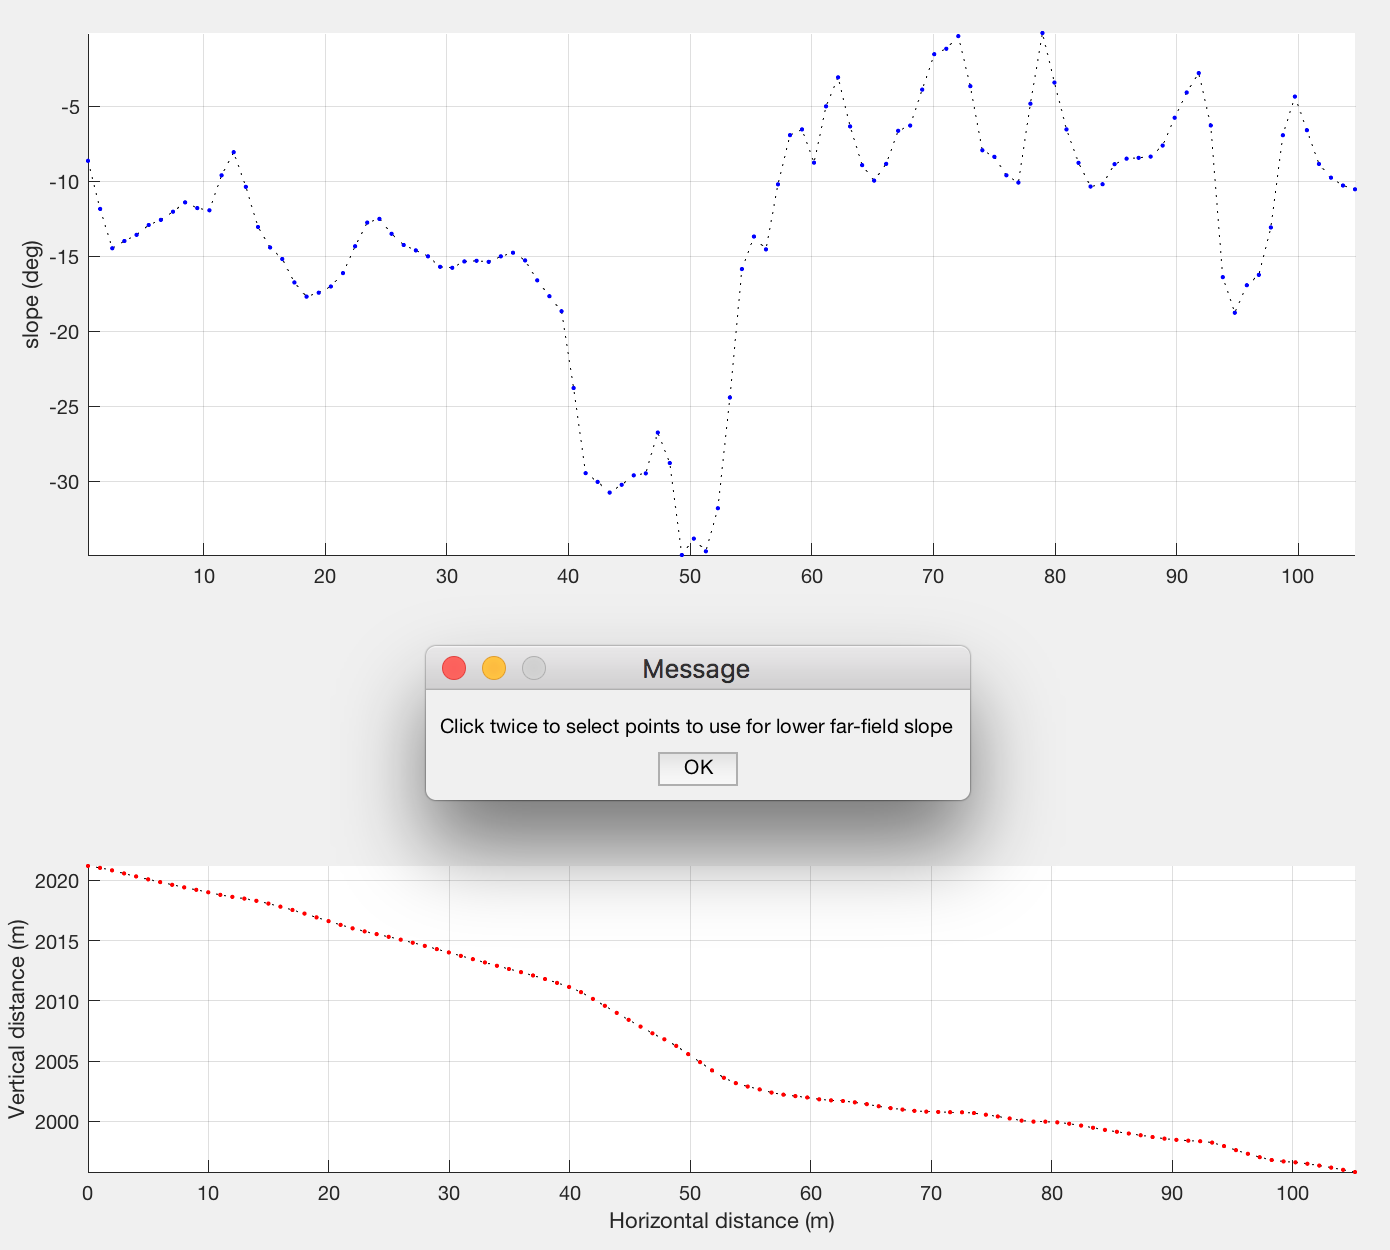 slope (deg)
-5
-10
-15
-20
-25
-30
10 20 30 40 50 60 70 80 90 100
Message
Click twice to select points to use for lower far-field slope
OK
Vertical distance (m)
2020
2015
2010
2005
2000
0 10 20 30 40 50 60 70 80 90 100
Horizontal distance (m)